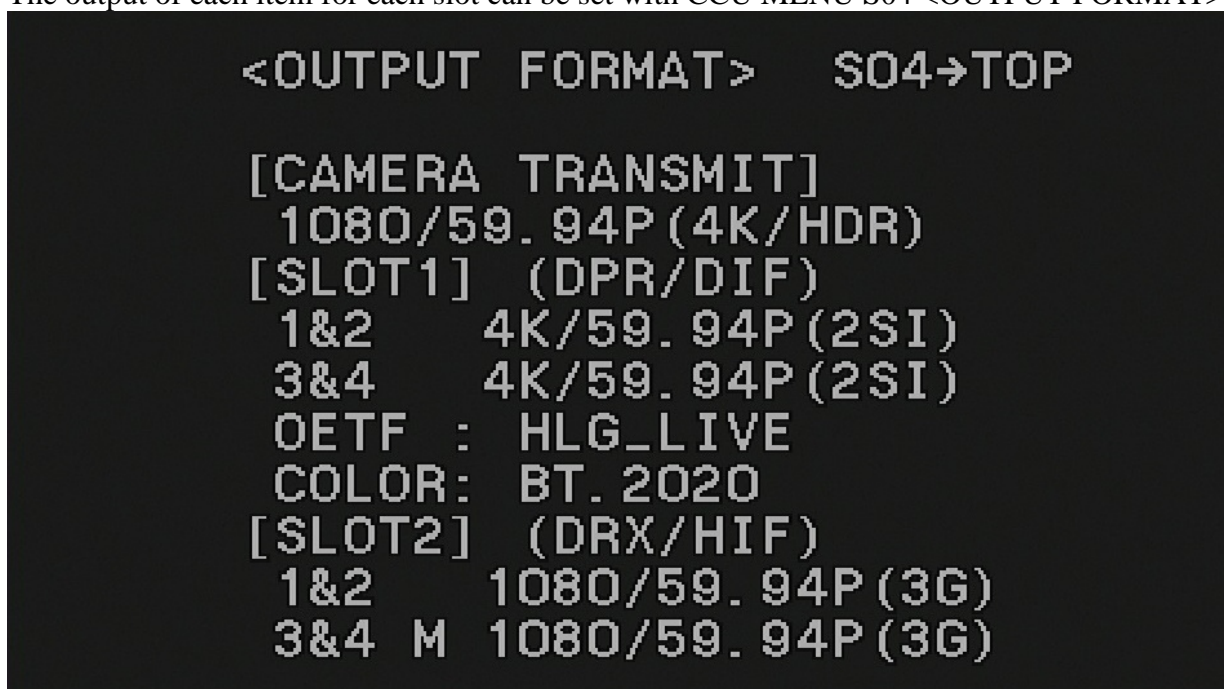 The output of each item for each slot can be set with CCU MENU S04 <OUTPUT FORMAT>
<OUTPUT FORMAT> S04→TOP
[CAMERA TRANSMIT]
1080/59.94P(4K/HDR)
[SLOT1] (DPR/DIF)
1&2 4K/59.94P(2SI)
3&4 4K/59.94P(2SI)
OETF : HLG_LIVE
COLOR: BT.2020
[SLOT2] (DRX/HIF)
1&2 1080/59.94P(3G)
3&4 M 1080/59.94P(3G)